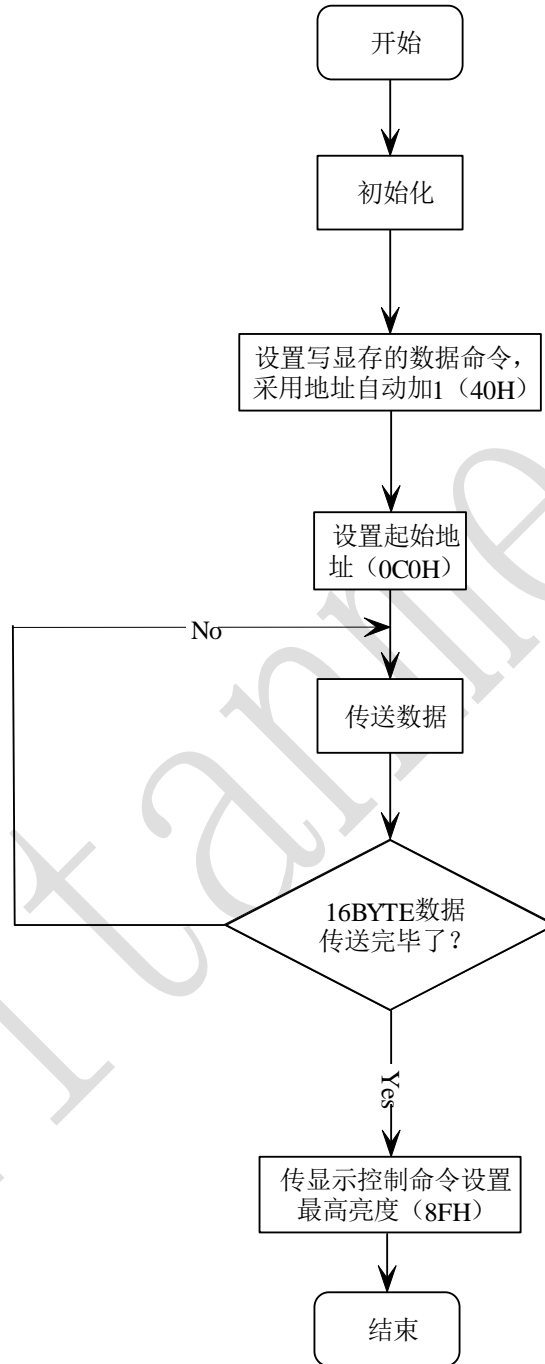 开始
初始化
设置写显存的数据命令，
采用地址自动加1（40H）
设置起始地
址（0C0H）
No
传送数据
16BYTE数据
传送完毕了？
Yes
传显示控制命令设置
最高亮度（8FH）
结束